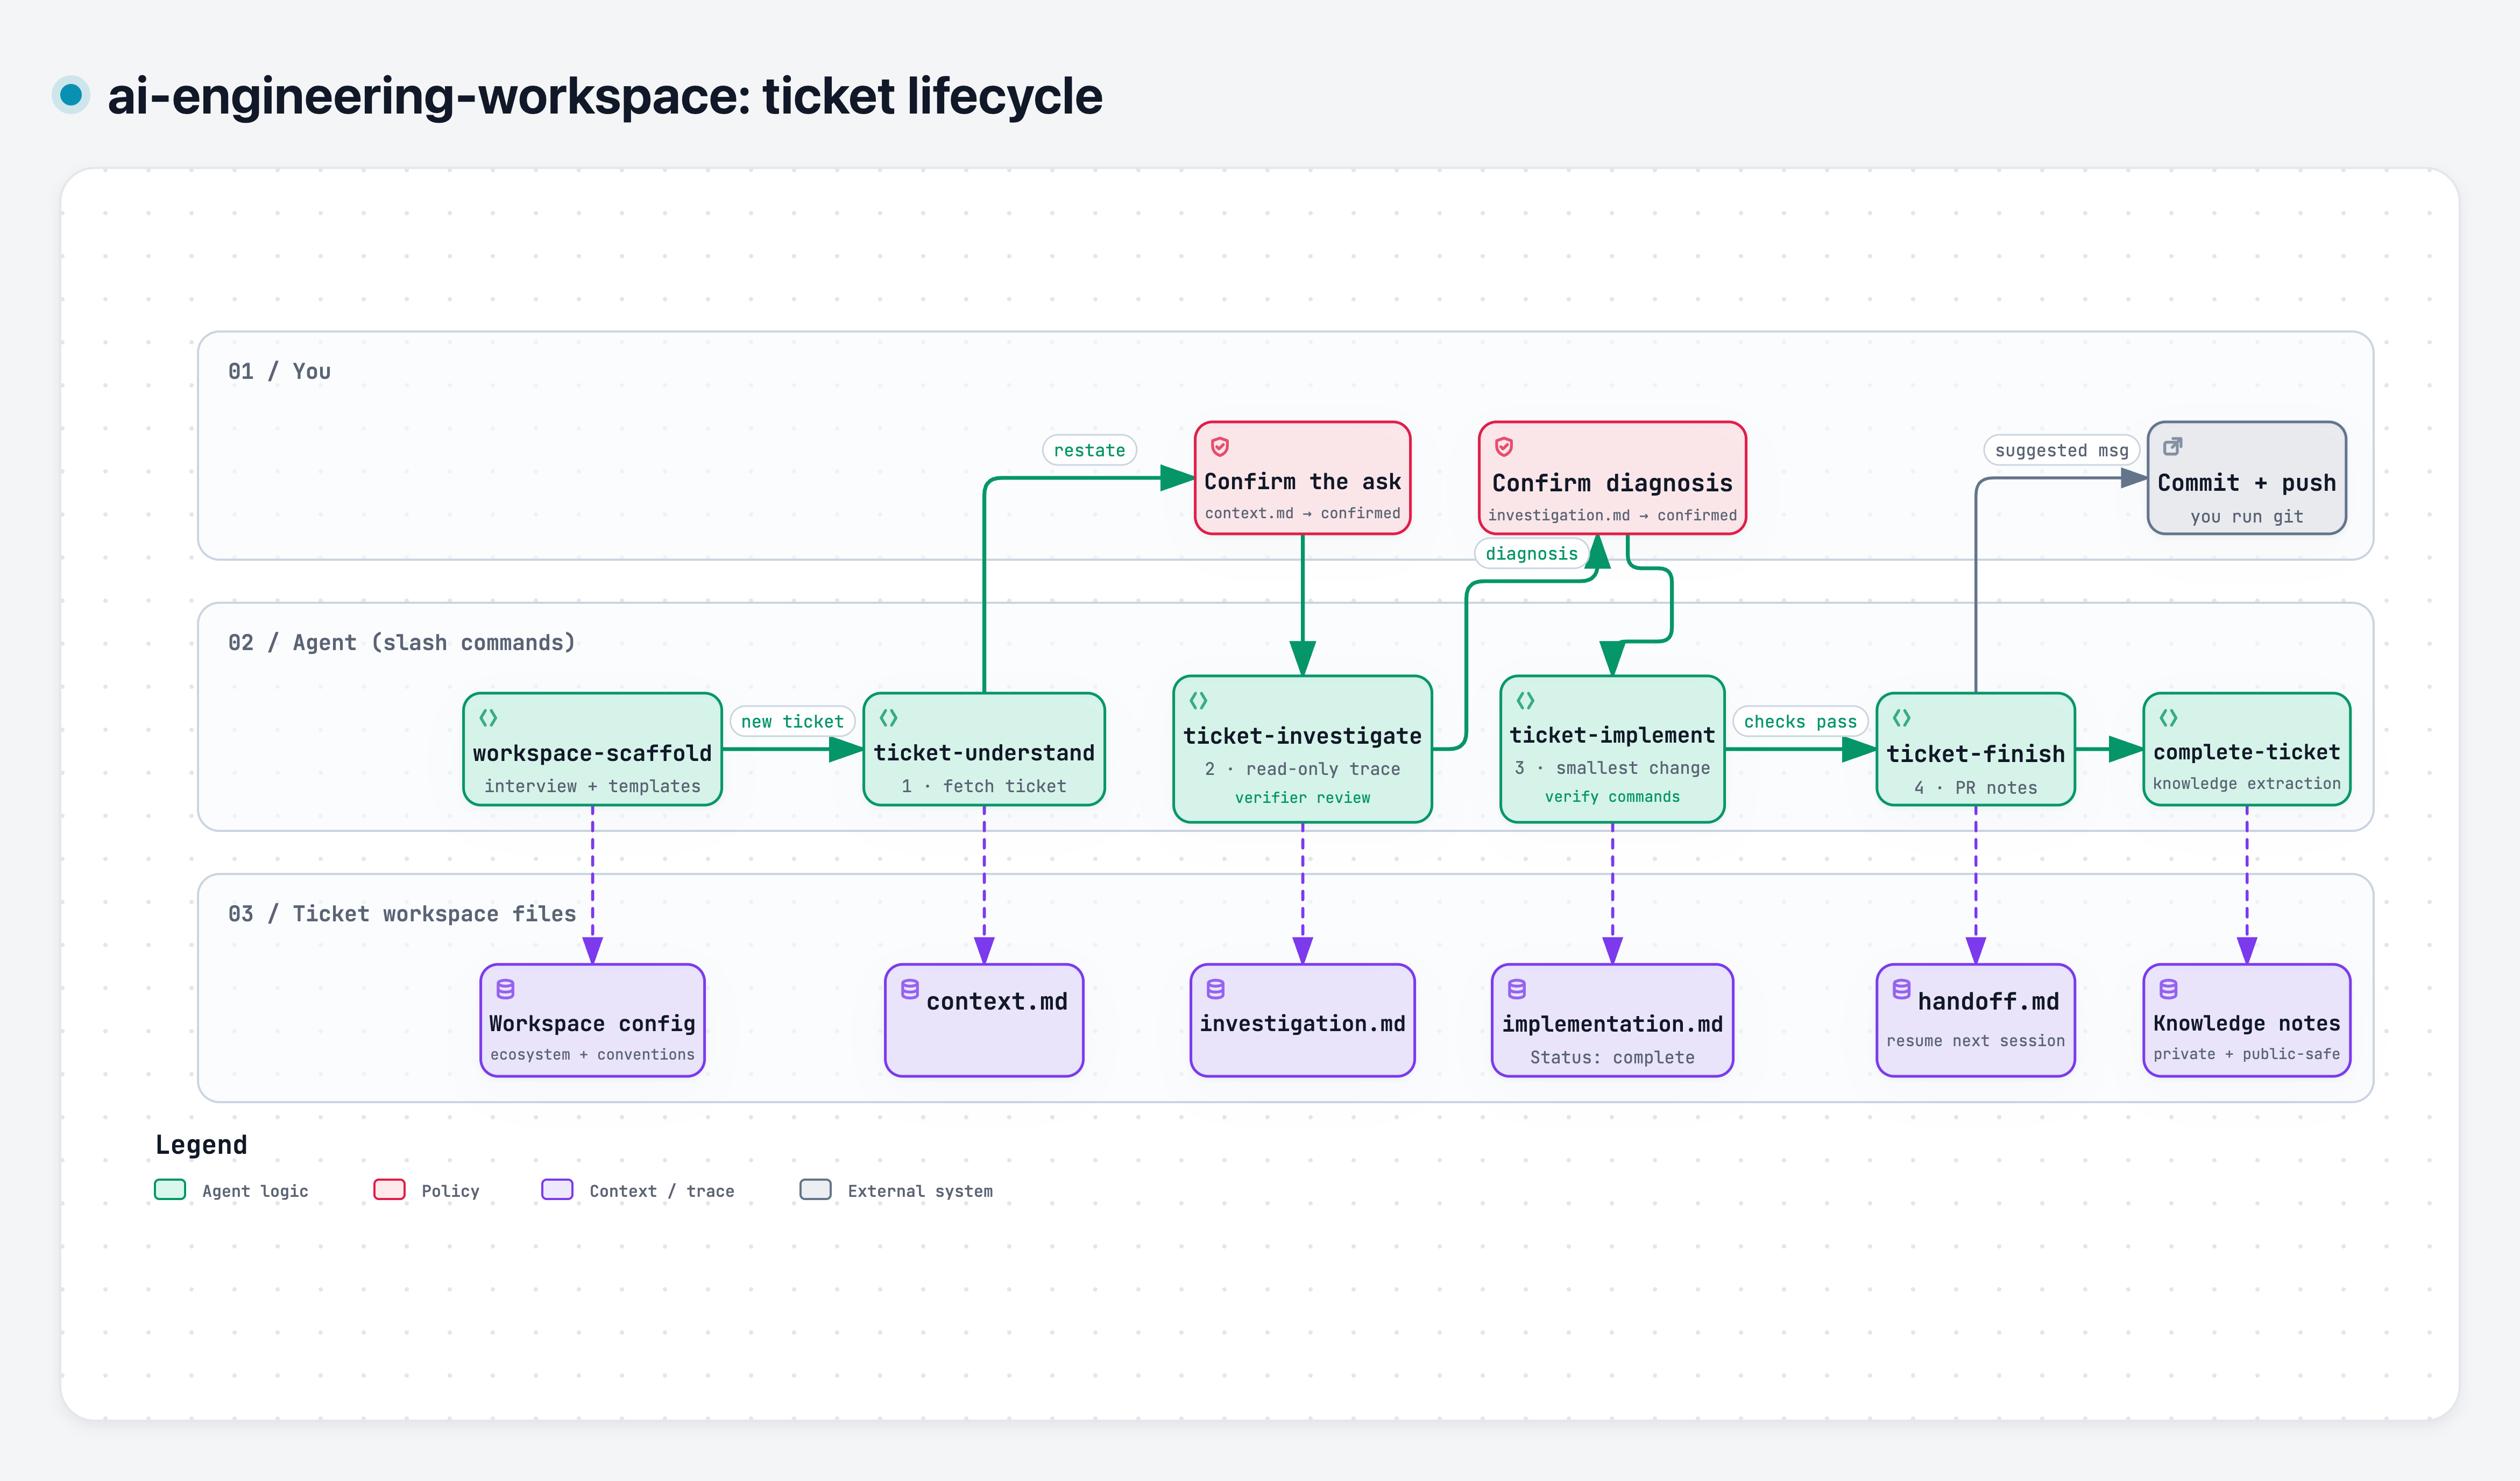 ai-engineering-workspace: ticket lifecycle
01 / You
restate
Confirm the ask
context.md → confirmed
Confirm diagnosis
investigation.md → confirmed
suggested msg
Commit + push
you run git
diagnosis
02 / Agent (slash commands)
workspace-scaffold
interview + templates
new ticket
ticket-understand
1 · fetch ticket
ticket-investigate
2 · read-only trace
verifier review
ticket-implement
3 · smallest change
verify commands
checks pass
ticket-finish
4 · PR notes
complete-ticket
knowledge extraction
03 / Ticket workspace files
Workspace config
ecosystem + conventions
context.md
investigation.md
implementation.md
Status: complete
handoff.md
resume next session
Knowledge notes
private + public-safe
Legend
Agent logic
Policy
Context / trace
External system